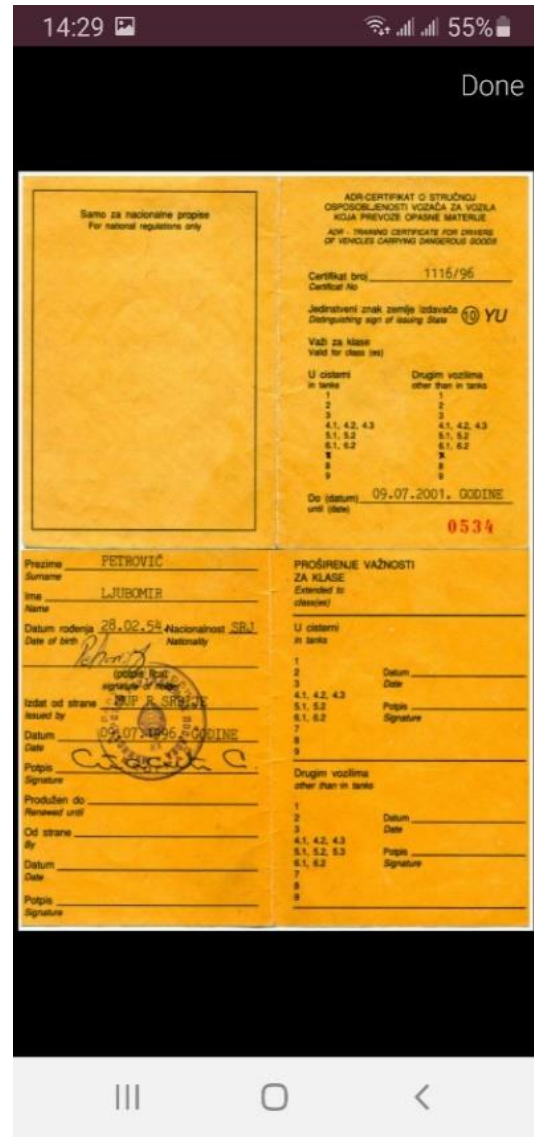 14:29
55%
Done
Samo za nacionalne propise
For national regulations only
ADR-CERTIFIKAT O STRUČNOJ
OSPOSOBLJENOSTI VOZAČA ZA VOZILA
KOJA PREVOZE OPASNE MATERIJE
ADR - TRAINING CERTIFICATE FOR DRIVERS
OF VEHICLES CARRYING DANGEROUS GOODS
Certifikat broj 1116/96
Certificat No
Jedinstveni znak zemlje izdavača 10 YU
Distinguishing sign of issuing State
Važi za klase
Valid for class (es)
U cisterni Drugim vozilima
in tanks other than in tanks
1 1
2 2
3 3
4.1, 4.2, 4.3 4.1, 4.2, 4.3
5.1, 5.2 5.1, 5.2
6.1, 6.2 6.1, 6.2
8 8
9 9
Do (datum) 09.07.2001. GODINE
until (date)
0534
Prezime PETROVIĆ
Surname
Ime LJUBOMIR
Name
Datum rođenja 28.02.54. Nacionalnost SRJ
Date of birth Nationality
(potpis
signature of
Izdat od strane MUP R SRBIJE
Issued by
Datum 09.07.1996. GODINE
Date
Potpis
Signature
Produžen do
Renewed until
Od strane
By
Datum
Date
Potpis
Signature
PROŠIRENJE VAŽNOSTI
ZA KLASE
Extended to
class(es)
U cisterni
in tanks
1
2 Datum
3 Date
4.1, 4.2, 4.3
5.1, 5.2 Potpis
6.1, 6.2 Signature
7
8
9
Drugim vozilima
other than in tanks
1
2 Datum
3 Date
4.1, 4.2, 4.3
5.1, 5.2, 5.3 Potpis
6.1, 6.2 Signature
7
8
9